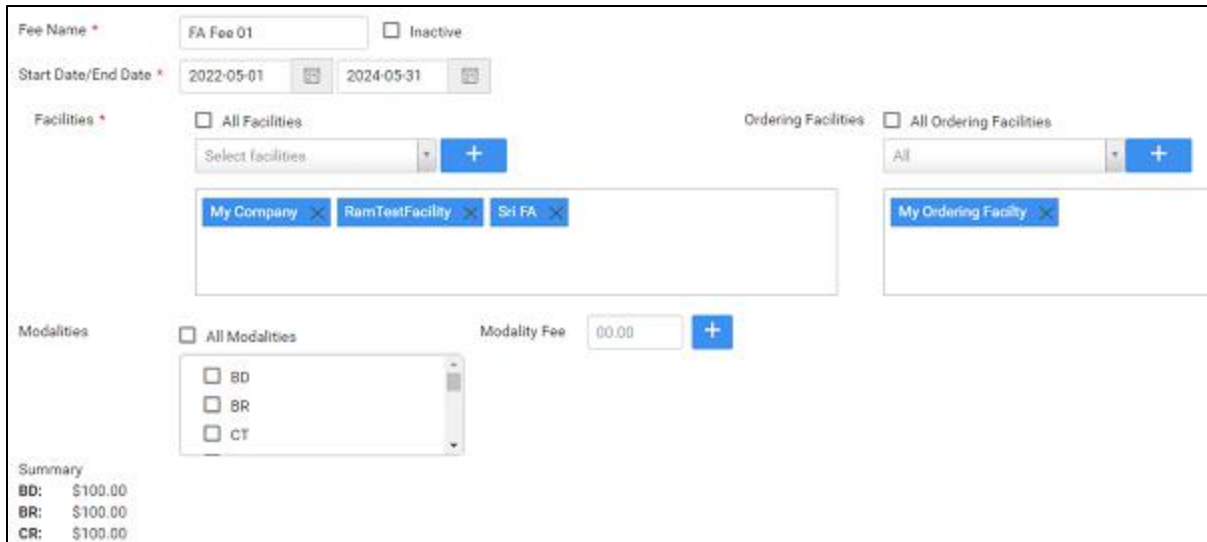 Fee Name * FA Fee 01 Inactive
Start Date/End Date * 2022-05-01 2024-05-31
Facilities * All Facilities Ordering Facilities All Ordering Facilities
Select facilities + All +
My Company RamTestFacility Sri FA My Ordering Facilty
Modalities All Modalities Modality Fee 00.00 +
BD
BR
CT
Summary
BD: $100.00
BR: $100.00
CR: $100.00